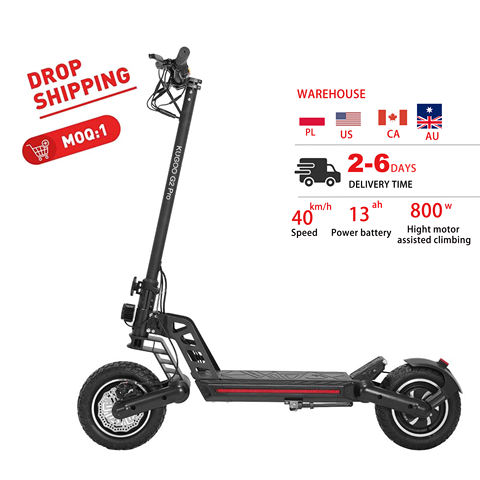 DROP
SHIPPING
MOQ:1
KUGOO G2 Pro
WAREHOUSE
PL US CA AU
2-6DAYS
DELIVERY TIME
40km/h 13ah 800w
Speed Power battery Hight motor
assisted climbing